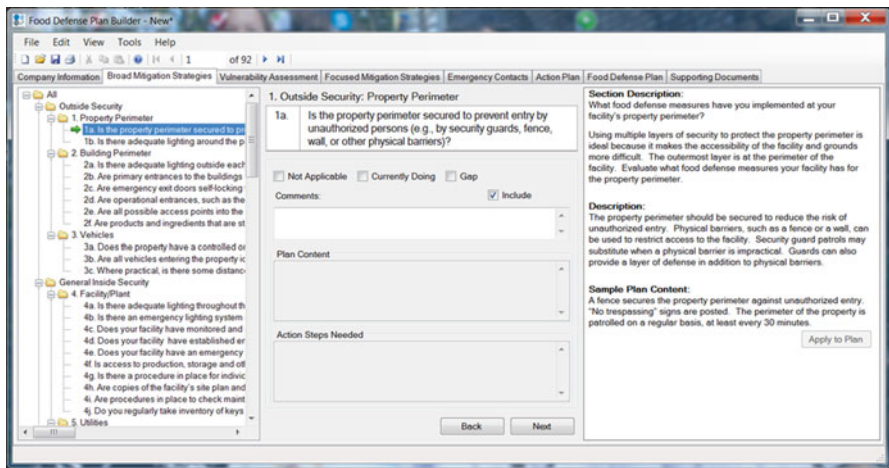 Food Defense Plan Builder - New*
File Edit View Tools Help
1 of 92
Company Information Broad Mitigation Strategies Vulnerability Assessment Focused Mitigation Strategies Emergency Contacts Action Plan Food Defense Plan Supporting Documents
All
Outside Security
1. Property Perimeter
1a. Is the property perimeter secured to pr
1b. Is there adequate lighting around the p
2. Building Perimeter
2a. Is there adequate lighting outside each
2b. Are primary entrances to the buildings
2c. Are emergency exit doors self-locking
2d. Are operational entrances, such as the
2e. Are all possible access points into the
2f. Are products and ingredients that are st
3. Vehicles
3a. Does the property have a controlled or
3b. Are all vehicles entering the property ic
3c. Where practical, is there some distanc
General Inside Security
4. Facility/Plant
4a. Is there adequate lighting throughout th
4b. Is there an emergency lighting system
4c. Does your facility have monitored and
4d. Does your facility have established en
4e. Does your facility have an emergency
4f. Is access to production, storage and otl
4g. Is there a procedure in place for individ
4h. Are copies of the facility's site plan and
4i. Are procedures in place to check maint
4j. Do you regularly take inventory of keys
5. Utilities
1. Outside Security: Property Perimeter
1a. Is the property perimeter secured to prevent entry by
unauthorized persons (e.g., by security guards, fence,
wall, or other physical barriers)?
Not Applicable Currently Doing Gap
Comments: Include
Plan Content
Action Steps Needed
Back Next
Section Description:
What food defense measures have you implemented at your
facility's property perimeter?
Using multiple layers of security to protect the property perimeter is
ideal because it makes the accessibility of the facility and grounds
more difficult. The outermost layer is at the perimeter of the
facility. Evaluate what food defense measures your facility has for
the property perimeter.
Description:
The property perimeter should be secured to reduce the risk of
unauthorized entry. Physical barriers, such as a fence or a wall, can
be used to restrict access to the facility. Security guard patrols may
substitute when a physical barrier is impractical. Guards can also
provide a layer of defense in addition to physical barriers.
Sample Plan Content:
A fence secures the property perimeter against unauthorized entry.
"No trespassing" signs are posted. The perimeter of the property is
patrolled on a regular basis, at least every 30 minutes.
Apply to Plan